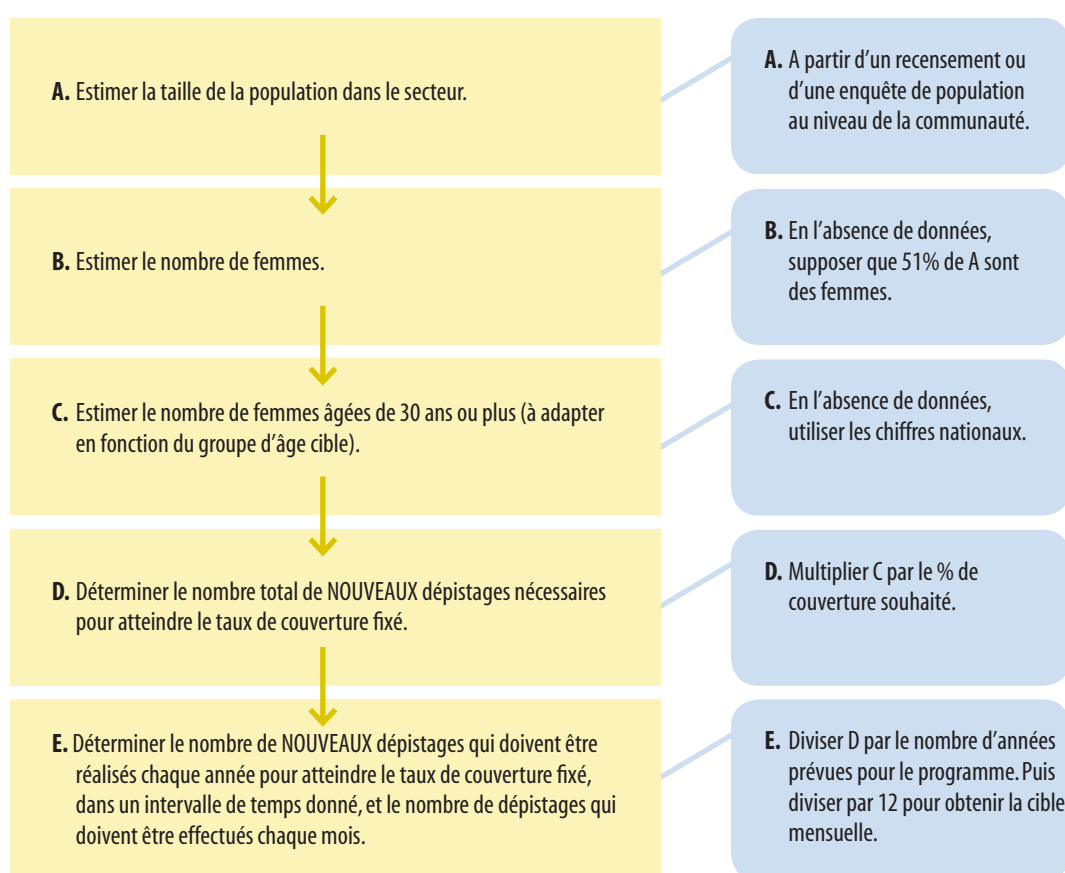 A. Estimer la taille de la population dans le secteur.
A. A partir d'un recensement ou
d'une enquête de population
au niveau de la communauté.
B. Estimer le nombre de femmes.
B. En l'absence de données,
supposer que 51% de A sont
des femmes.
C. Estimer le nombre de femmes âgées de 30 ans ou plus (à adapter
en fonction du groupe d'âge cible).
C. En l'absence de données,
utiliser les chiffres nationaux.
D. Déterminer le nombre total de NOUVEAUX dépistages nécessaires
pour atteindre le taux de couverture fixé.
D. Multiplier C par le % de
couverture souhaité.
E. Déterminer le nombre de NOUVEAUX dépistages qui doivent être
réalisés chaque année pour atteindre le taux de couverture fixé,
dans un intervalle de temps donné, et le nombre de dépistages qui
doivent être effectués chaque mois.
E. Diviser D par le nombre d'années
prévues pour le programme. Puis
diviser par 12 pour obtenir la cible
mensuelle.